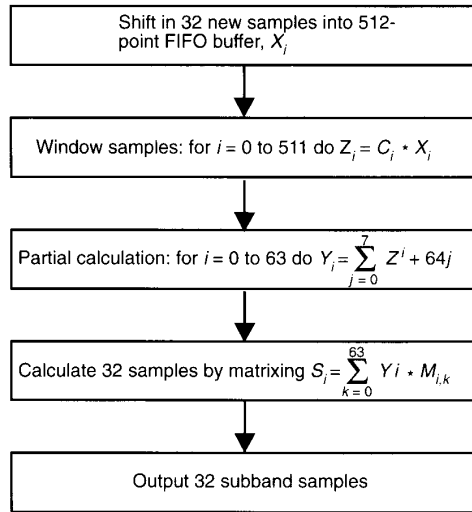 Shift in 32 new samples into 512-
point FIFO buffer, X_i
Window samples: for i = 0 to 511 do Z_i = C_i * X_i
Partial calculation: for i = 0 to 63 do Y_i = \sum_{j = 0}^{7} Z^i + 64j
Calculate 32 samples by matrixing S_i = \sum_{k = 0}^{63} Yi * M_{i,k}
Output 32 subband samples